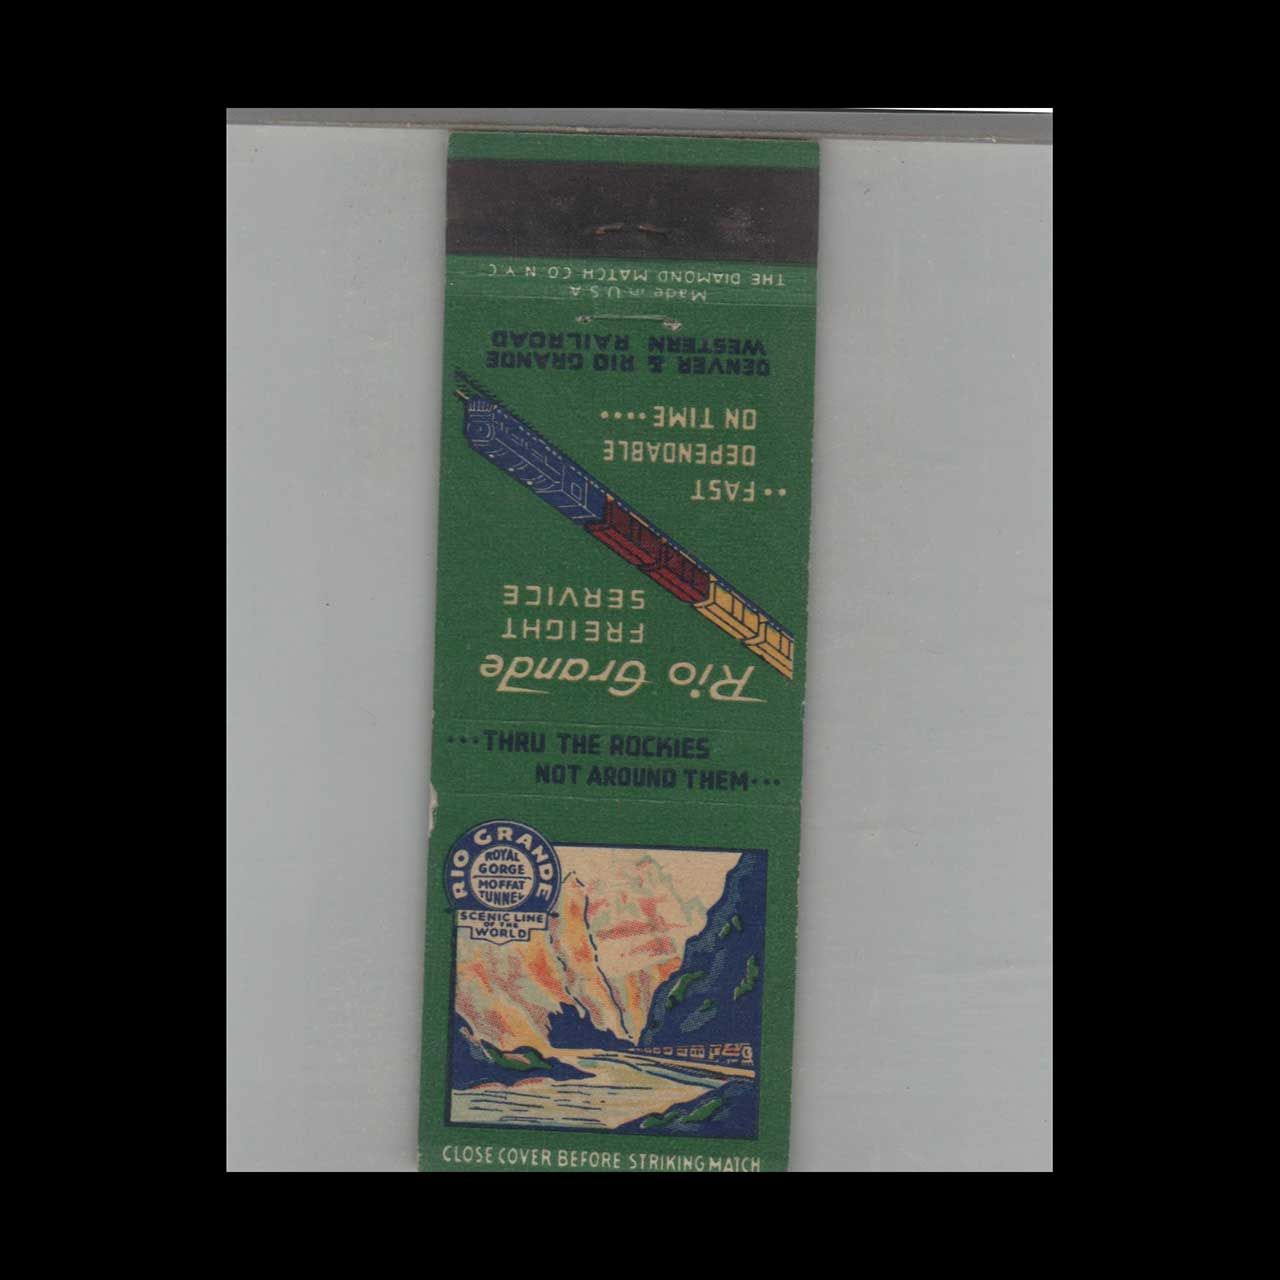 THE DIAMOND MATCH CO. N.Y.C.
Made in U.S.A.
DENVER & RIO GRANDE
WESTERN RAILROAD
••FAST
DEPENDABLE
ON TIME••••
Rio Grande
FREIGHT
SERVICE
•••THRU THE ROCKIES
NOT AROUND THEM•••
RIO GRANDE
ROYAL
GORGE
MOFFAT
TUNNEL
SCENIC LINE
OF THE
WORLD
CLOSE COVER BEFORE STRIKING MATCH